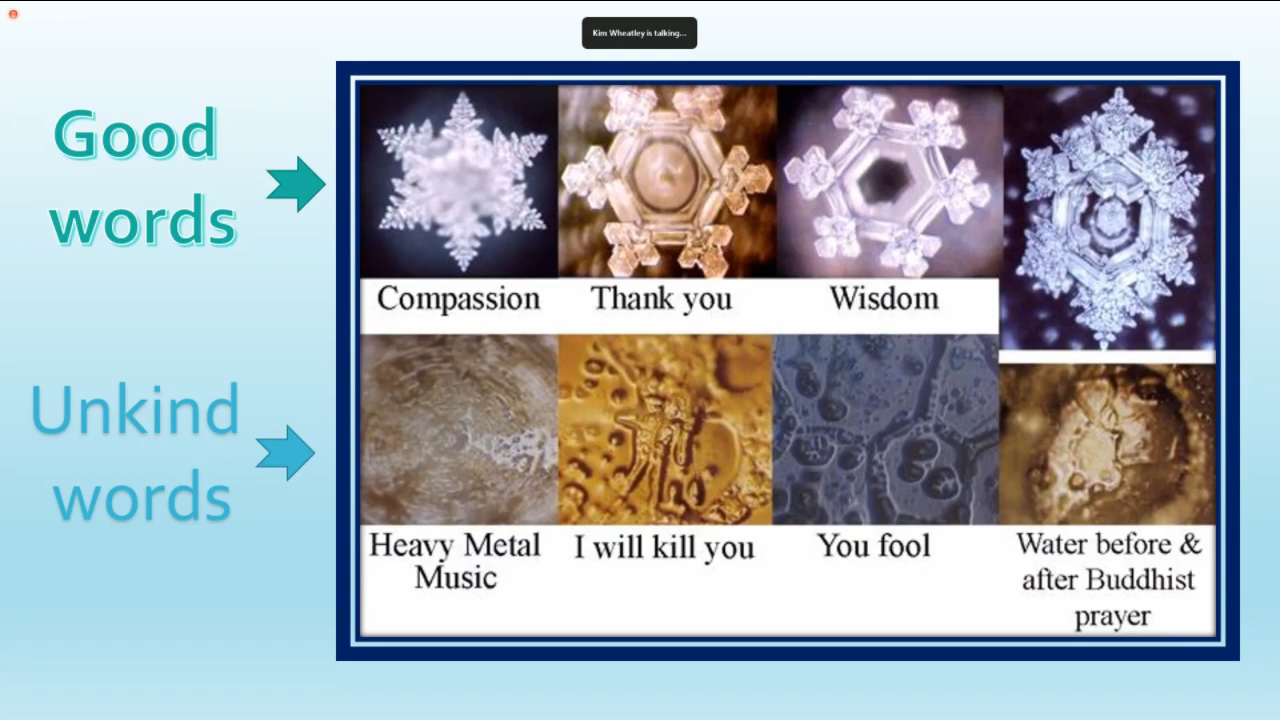 Kim Wheatley is talking...
Good
words
Compassion
Thank you
Wisdom
Unkind
words
Heavy Metal
Music
I will kill you
You fool
Water before &
after Buddhist
prayer